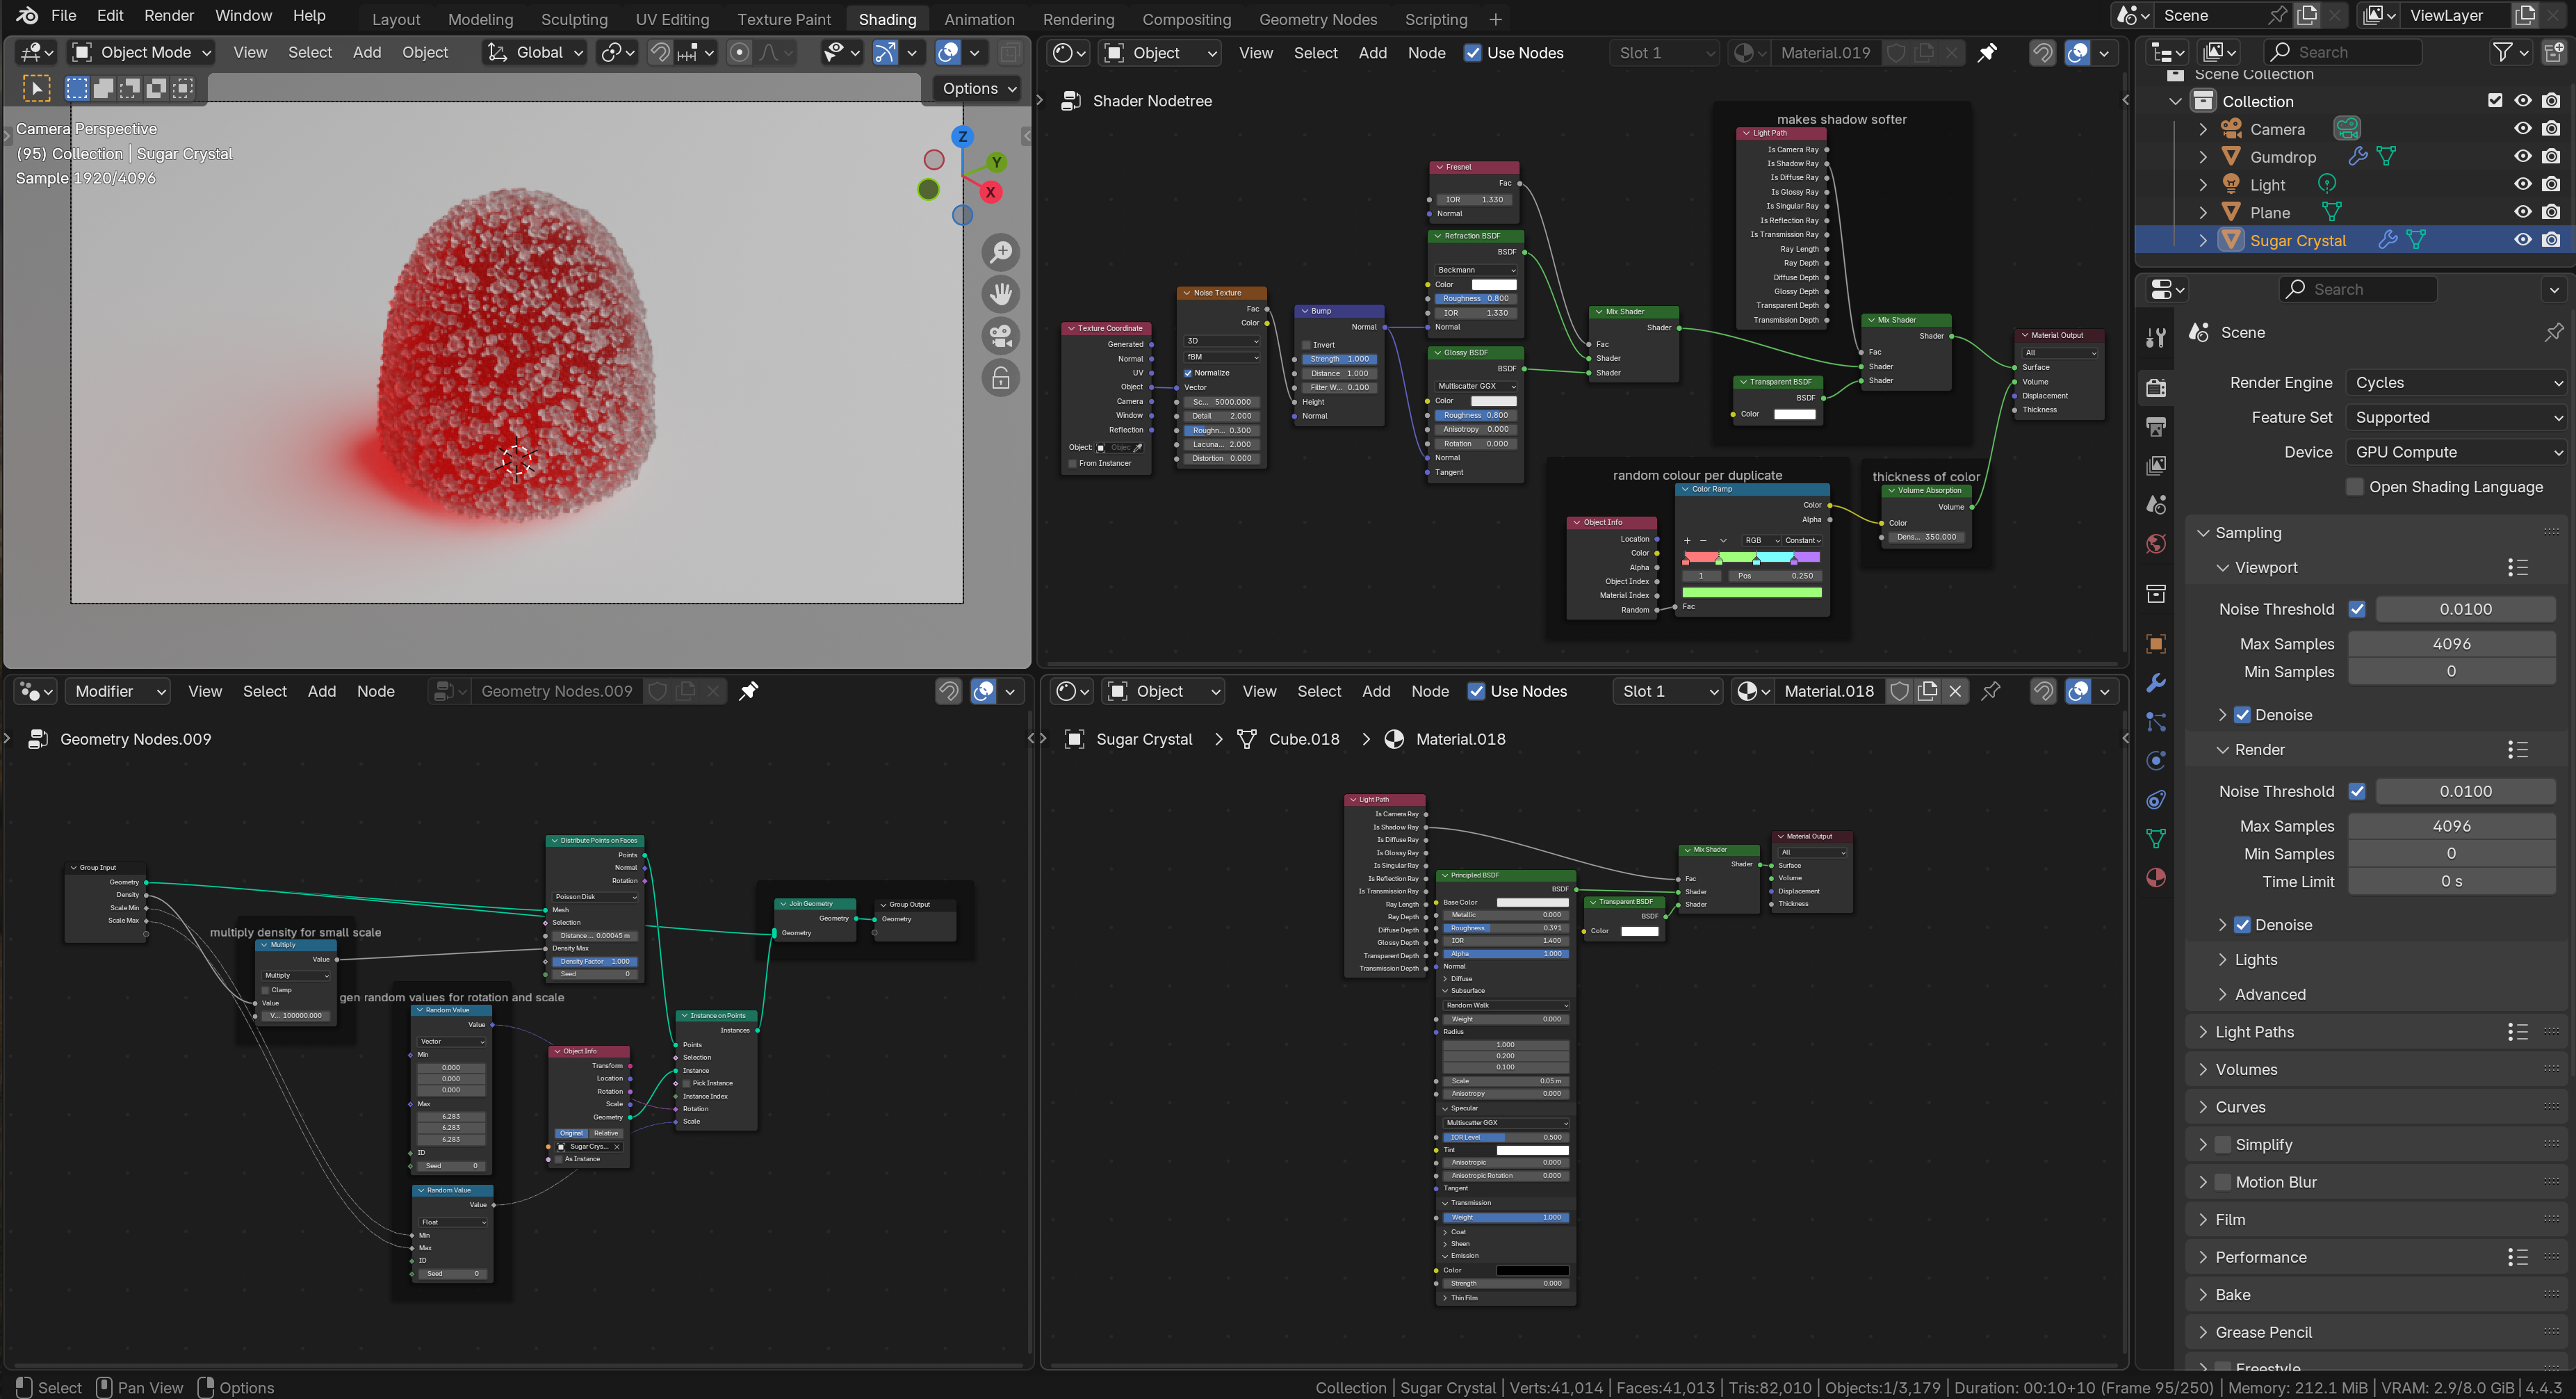 File Edit Render Window Help Layout Modeling Sculpting UV Editing Texture Paint Shading Animation Rendering Compositing Geometry Nodes Scripting + Scene ViewLayer
Object Mode View Select Add Object Global
Options
Camera Perspective
(95) Collection | Sugar Crystal
Sample 1920/4096
Z
Y
X
Object View Select Add Node Use Nodes Slot 1 Material.019
Shader Nodetree
makes shadow softer
Light Path
Is Camera Ray
Is Shadow Ray
Is Diffuse Ray
Is Glossy Ray
Is Singular Ray
Is Reflection Ray
Is Transmission Ray
Ray Length
Ray Depth
Diffuse Depth
Glossy Depth
Transparent Depth
Transmission Depth
Fresnel
Fac
IOR 1.330
Normal
Refraction BSDF
BSDF
Beckmann
Color
Roughness 0.800
IOR 1.330
Normal
Glossy BSDF
BSDF
Multiscatter GGX
Color
Roughness 0.800
Anisotropy 0.000
Rotation 0.000
Normal
Tangent
Texture Coordinate
Generated
Normal
UV
Object
Camera
Window
Reflection
Object: Objec
From Instancer
Noise Texture
Fac
Color
3D
fBM
Normalize
Vector
Sc... 5000.000
Detail 2.000
Roughn... 0.300
Lacuna... 2.000
Distortion 0.000
Bump
Normal
Invert
Strength 1.000
Distance 1.000
Filter W... 0.100
Height
Normal
Mix Shader
Shader
Fac
Shader
Shader
Transparent BSDF
BSDF
Color
Mix Shader
Shader
Fac
Shader
Shader
Material Output
All
Surface
Volume
Displacement
Thickness
random colour per duplicate
Object Info
Location
Color
Alpha
Object Index
Material Index
Random
Color Ramp
Color
Alpha
RGB Constant
1 Pos 0.250
Fac
thickness of color
Volume Absorption
Volume
Color
Dens... 350.000
Modifier View Select Add Node Geometry Nodes.009
Geometry Nodes.009
Group Input
Geometry
Density
Scale Min
Scale Max
multiply density for small scale
Multiply
Value
Multiply
Clamp
Value
V... 100000.000
gen random values for rotation and scale
Random Value
Value
Vector
Min
0.000
0.000
0.000
Max
6.283
6.283
6.283
ID
Seed 0
Random Value
Value
Float
Min
Max
ID
Seed 0
Distribute Points on Faces
Points
Normal
Rotation
Poisson Disk
Mesh
Selection
Distance ... 0.00045 m
Density Max
Density Factor 1.000
Seed 0
Object Info
Transform
Location
Rotation
Scale
Geometry
Original Relative
Sugar Crys...
As Instance
Instance on Points
Instances
Points
Selection
Instance
Pick Instance
Instance Index
Rotation
Scale
Join Geometry
Geometry
Geometry
Group Output
Geometry
Object View Select Add Node Use Nodes Slot 1 Material.018
Sugar Crystal > Cube.018 > Material.018
Light Path
Is Camera Ray
Is Shadow Ray
Is Diffuse Ray
Is Glossy Ray
Is Singular Ray
Is Reflection Ray
Is Transmission Ray
Ray Length
Ray Depth
Diffuse Depth
Glossy Depth
Transparent Depth
Transmission Depth
Principled BSDF
BSDF
Base Color
Metallic 0.000
Roughness 0.391
IOR 1.400
Alpha 1.000
Normal
Diffuse
Subsurface
Random Walk
Weight 0.000
Radius
1.000
0.200
0.100
Scale 0.05 m
Anisotropy 0.000
Specular
Multiscatter GGX
IOR Level 0.500
Tint
Anisotropic 0.000
Anisotropic Rotation 0.000
Tangent
Transmission
Weight 1.000
Coat
Sheen
Emission
Color
Strength 0.000
Thin Film
Transparent BSDF
BSDF
Color
Mix Shader
Shader
Fac
Shader
Shader
Material Output
All
Surface
Volume
Displacement
Thickness
Search
Scene Collection
Collection
Camera
Gumdrop
Light
Plane
Sugar Crystal
Search
Scene
Render Engine Cycles
Feature Set Supported
Device GPU Compute
Open Shading Language
Sampling
Viewport
Noise Threshold 0.0100
Max Samples 4096
Min Samples 0
Denoise
Render
Noise Threshold 0.0100
Max Samples 4096
Min Samples 0
Time Limit 0 s
Denoise
Lights
Advanced
Light Paths
Volumes
Curves
Simplify
Motion Blur
Film
Performance
Bake
Grease Pencil
Freestyle
Select Pan View Options Collection | Sugar Crystal | Verts:41,014 | Faces:41,013 | Tris:82,010 | Objects:1/3,179 | Duration: 00:10+10 (Frame 95/250) | Memory: 212.1 MiB | VRAM: 2.9/8.0 GiB | 4.4.3